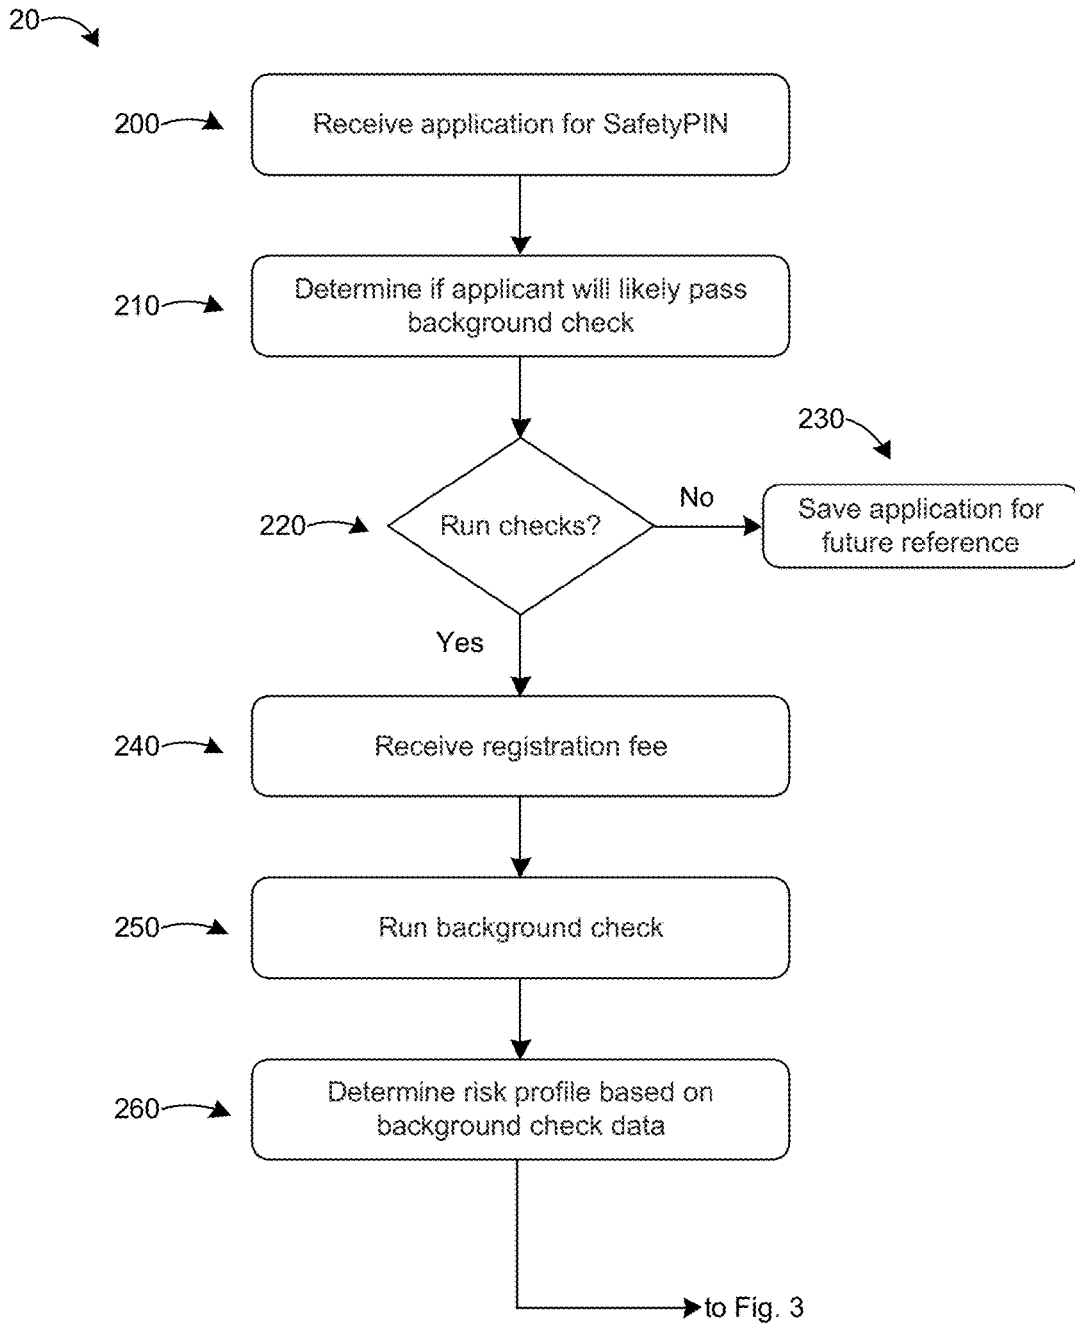 20
200
Receive application for SafetyPIN
210
Determine if applicant will likely pass
background check
230
220
Run checks?
No
Save application for
future reference
Yes
240
Receive registration fee
250
Run background check
260
Determine risk profile based on
background check data
to Fig. 3